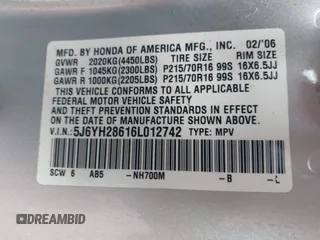 MFD. BY HONDA OF AMERICA MFG., INC. 02/'06
GVWR 2020KG(4450LBS) TIRE SIZE RIM SIZE
GAWR F 1045KG(2300LBS) P215/70R16 99S 16X6.5JJ
GAWR R 1000KG(2205LBS) P215/70R16 99S 16X6.5JJ
THIS VEHICLE CONFORMS TO ALL APPLICABLE
FEDERAL MOTOR VEHICLE SAFETY AND
THEFT PREVENTION STANDARDS IN EFFECT ON
THE DATE OF MANUFACTURE SHOWN ABOVE.
V.I.N: 5J6YH28616L012742 TYPE: MPV
SCW 6 AB5 -NH700M -B -L
DREAMBID